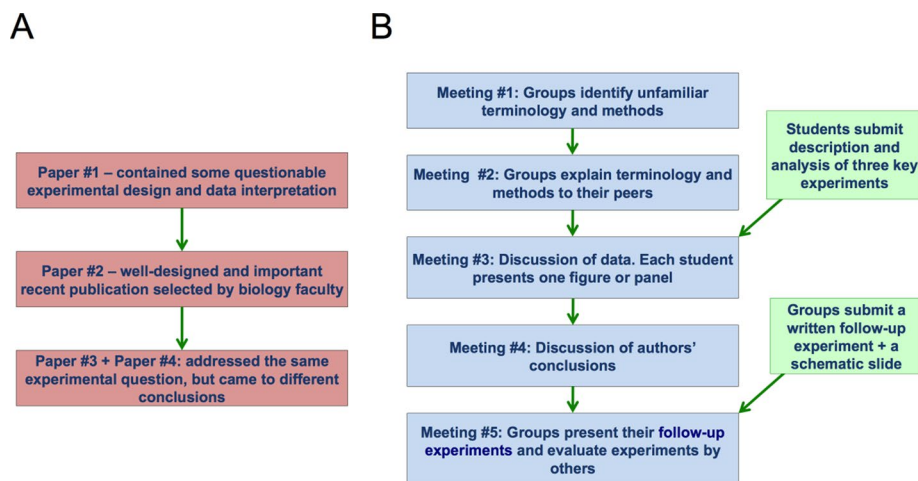 A
B
Paper #1 – contained some questionable
experimental design and data interpretation
Paper #2 – well-designed and important
recent publication selected by biology faculty
Paper #3 + Paper #4: addressed the same
experimental question, but came to different
conclusions
Meeting #1: Groups identify unfamiliar
terminology and methods
Meeting #2: Groups explain terminology and
methods to their peers
Students submit
description and
analysis of three key
experiments
Meeting #3: Discussion of data. Each student
presents one figure or panel
Meeting #4: Discussion of authors'
conclusions
Groups submit a
written follow-up
experiment + a
schematic slide
Meeting #5: Groups present their follow-up
experiments and evaluate experiments by
others